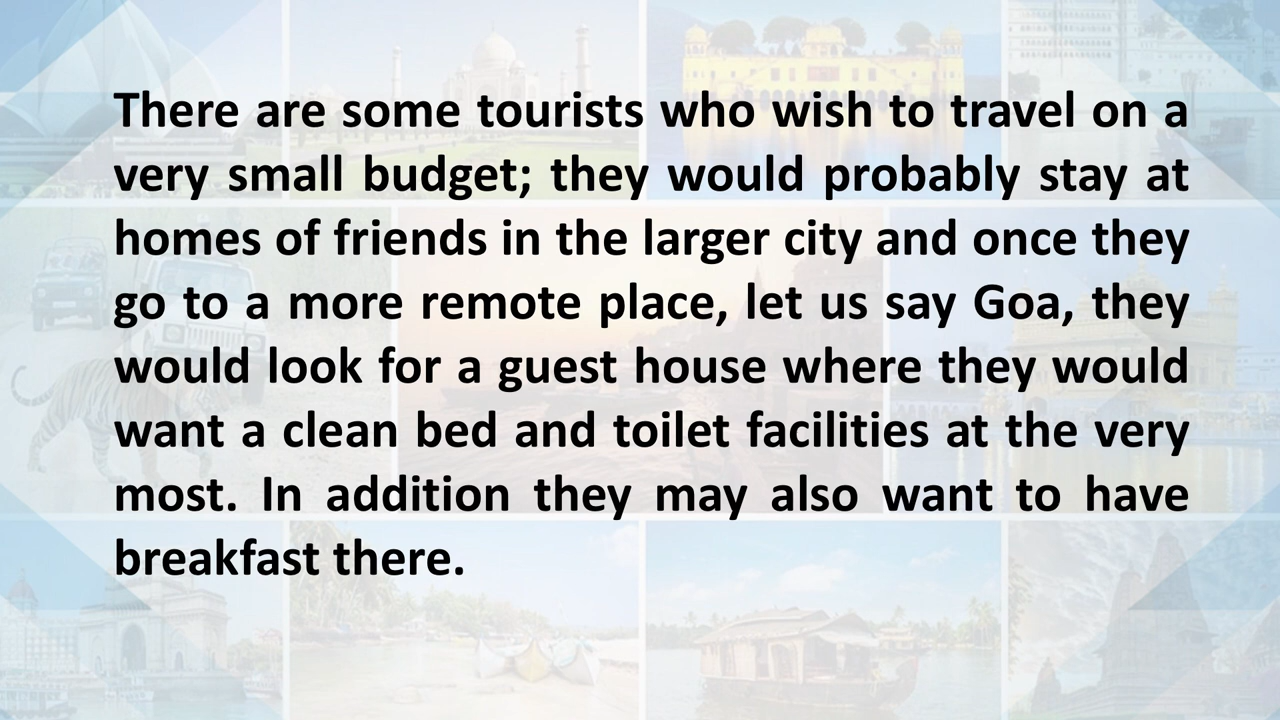 There are some tourists who wish to travel on a
very small budget; they would probably stay at
homes of friends in the larger city and once they
go to a more remote place, let us say Goa, they
would look for a guest house where they would
want a clean bed and toilet facilities at the very
most. In addition they may also want to have
breakfast there.